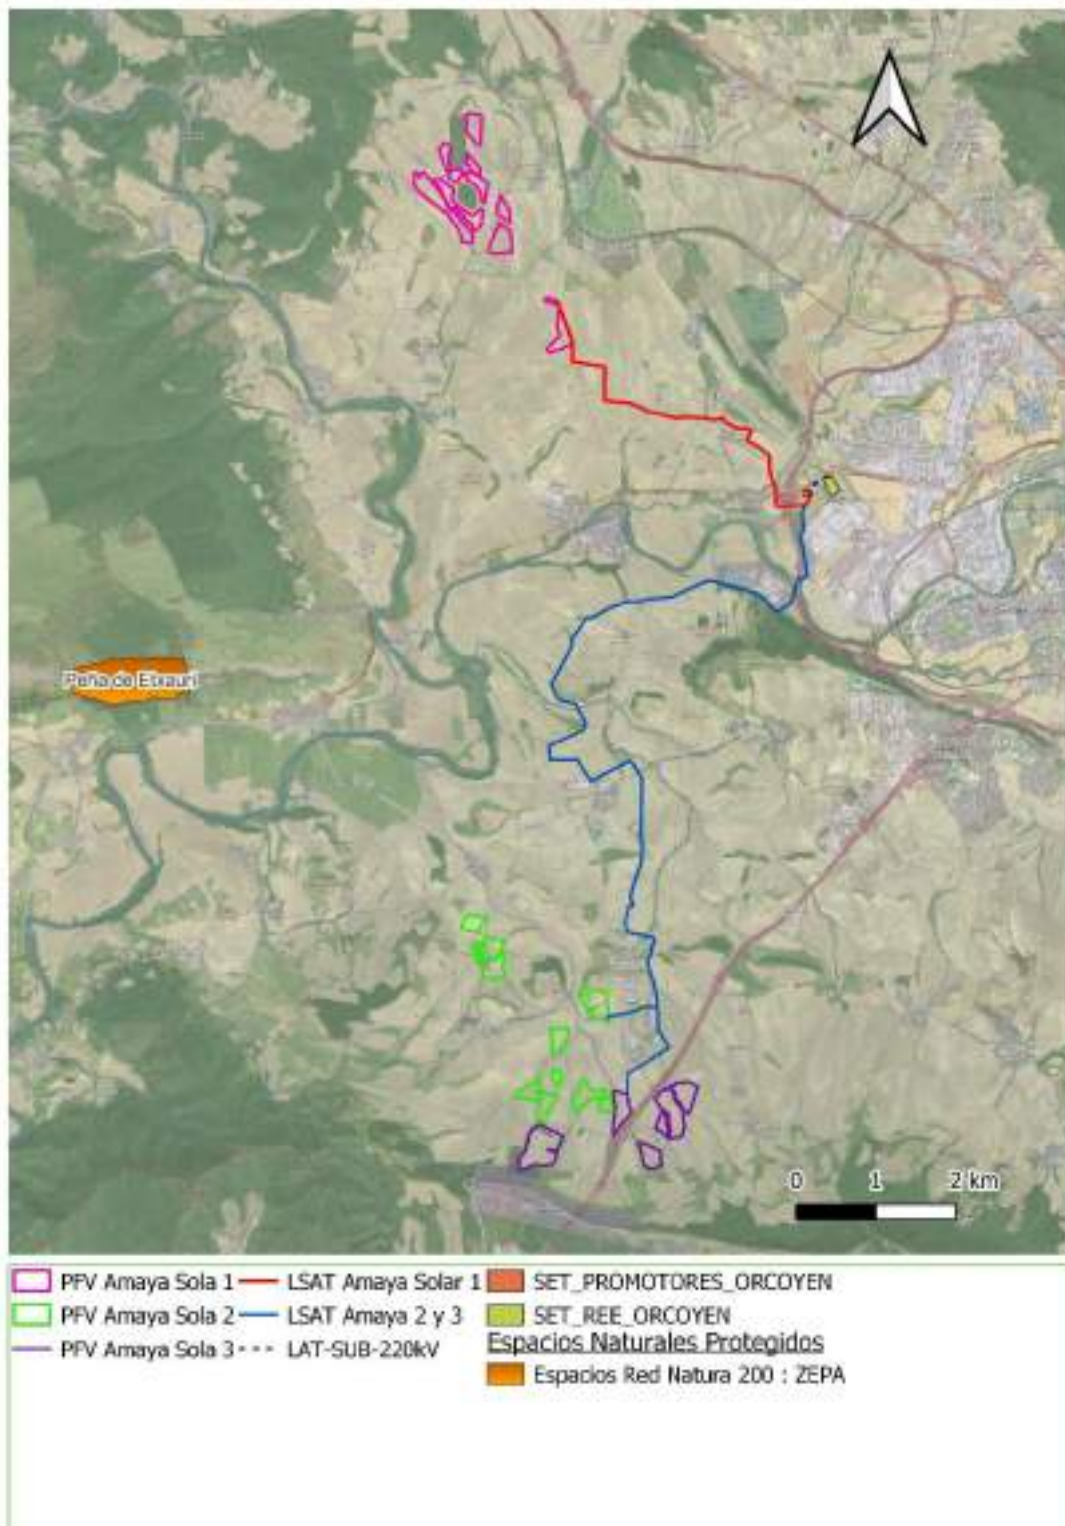 Peña de Etxauri
0 1 2 km
PFV Amaya Sola 1
LSAT Amaya Solar 1
SET_PROMOTORES_ORCOYEN
PFV Amaya Sola 2
LSAT Amaya 2 y 3
SET_REE_ORCOYEN
Espacios Naturales Protegidos
PFV Amaya Sola 3
LAT-SUB-220kV
Espacios Red Natura 200 : ZEPA